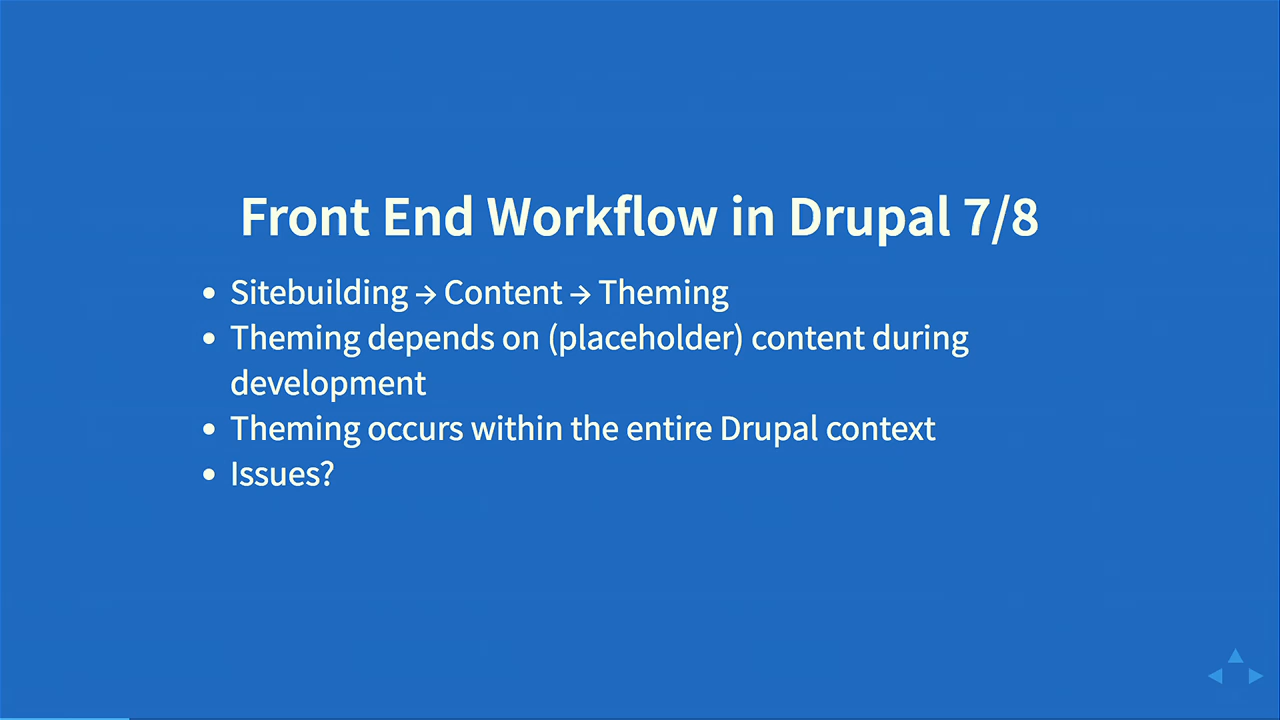 Front End Workflow in Drupal 7/8
• Sitebuilding → Content → Theming
• Theming depends on (placeholder) content during
development
• Theming occurs within the entire Drupal context
• Issues?